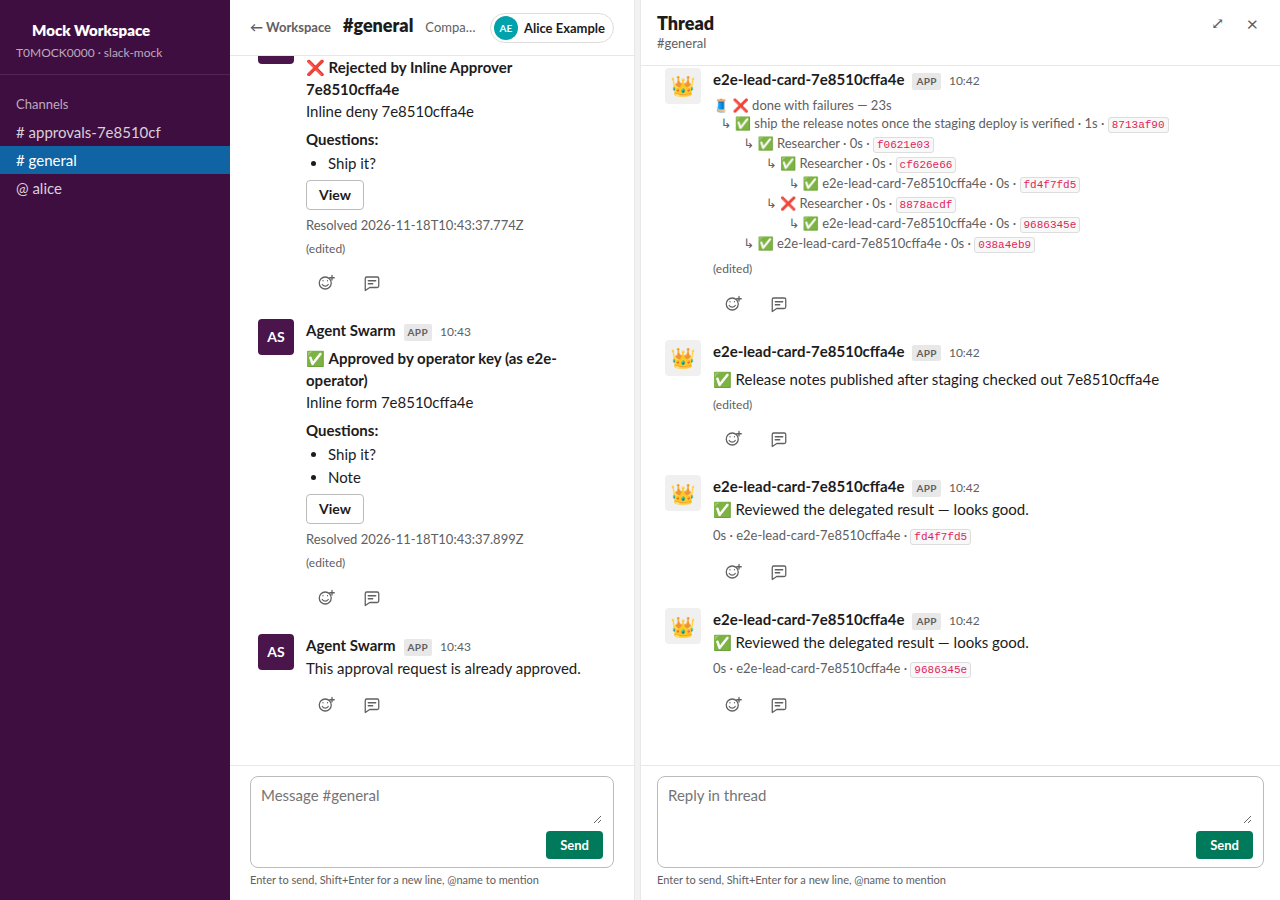 Mock Workspace
T0MOCK0000 · slack-mock
Channels
# approvals-7e8510cf
# general
@ alice
← Workspace
#general
Compa...
AE
Alice Example
❌ Rejected by Inline Approver
7e8510cffa4e
Inline deny 7e8510cffa4e
Questions:
• Ship it?
View
Resolved 2026-11-18T10:43:37.774Z
(edited)
AS
Agent Swarm APP 10:43
✅ Approved by operator key (as e2e-
operator)
Inline form 7e8510cffa4e
Questions:
• Ship it?
• Note
View
Resolved 2026-11-18T10:43:37.899Z
(edited)
AS
Agent Swarm APP 10:43
This approval request is already approved.
Message #general
Send
Enter to send, Shift+Enter for a new line, @name to mention
Thread
#general
e2e-lead-card-7e8510cffa4e APP 10:42
🧵 ❌ done with failures — 23s
↳ ✅ ship the release notes once the staging deploy is verified · 1s · 8713af90
↳ ✅ Researcher · 0s · f0621e03
↳ ✅ Researcher · 0s · cf626e66
↳ ✅ e2e-lead-card-7e8510cffa4e · 0s · fd4f7fd5
↳ ❌ Researcher · 0s · 8878acdf
↳ ✅ e2e-lead-card-7e8510cffa4e · 0s · 9686345e
↳ ✅ e2e-lead-card-7e8510cffa4e · 0s · 038a4eb9
(edited)
e2e-lead-card-7e8510cffa4e APP 10:42
✅ Release notes published after staging checked out 7e8510cffa4e
(edited)
e2e-lead-card-7e8510cffa4e APP 10:42
✅ Reviewed the delegated result — looks good.
0s · e2e-lead-card-7e8510cffa4e · fd4f7fd5
e2e-lead-card-7e8510cffa4e APP 10:42
✅ Reviewed the delegated result — looks good.
0s · e2e-lead-card-7e8510cffa4e · 9686345e
Reply in thread
Send
Enter to send, Shift+Enter for a new line, @name to mention